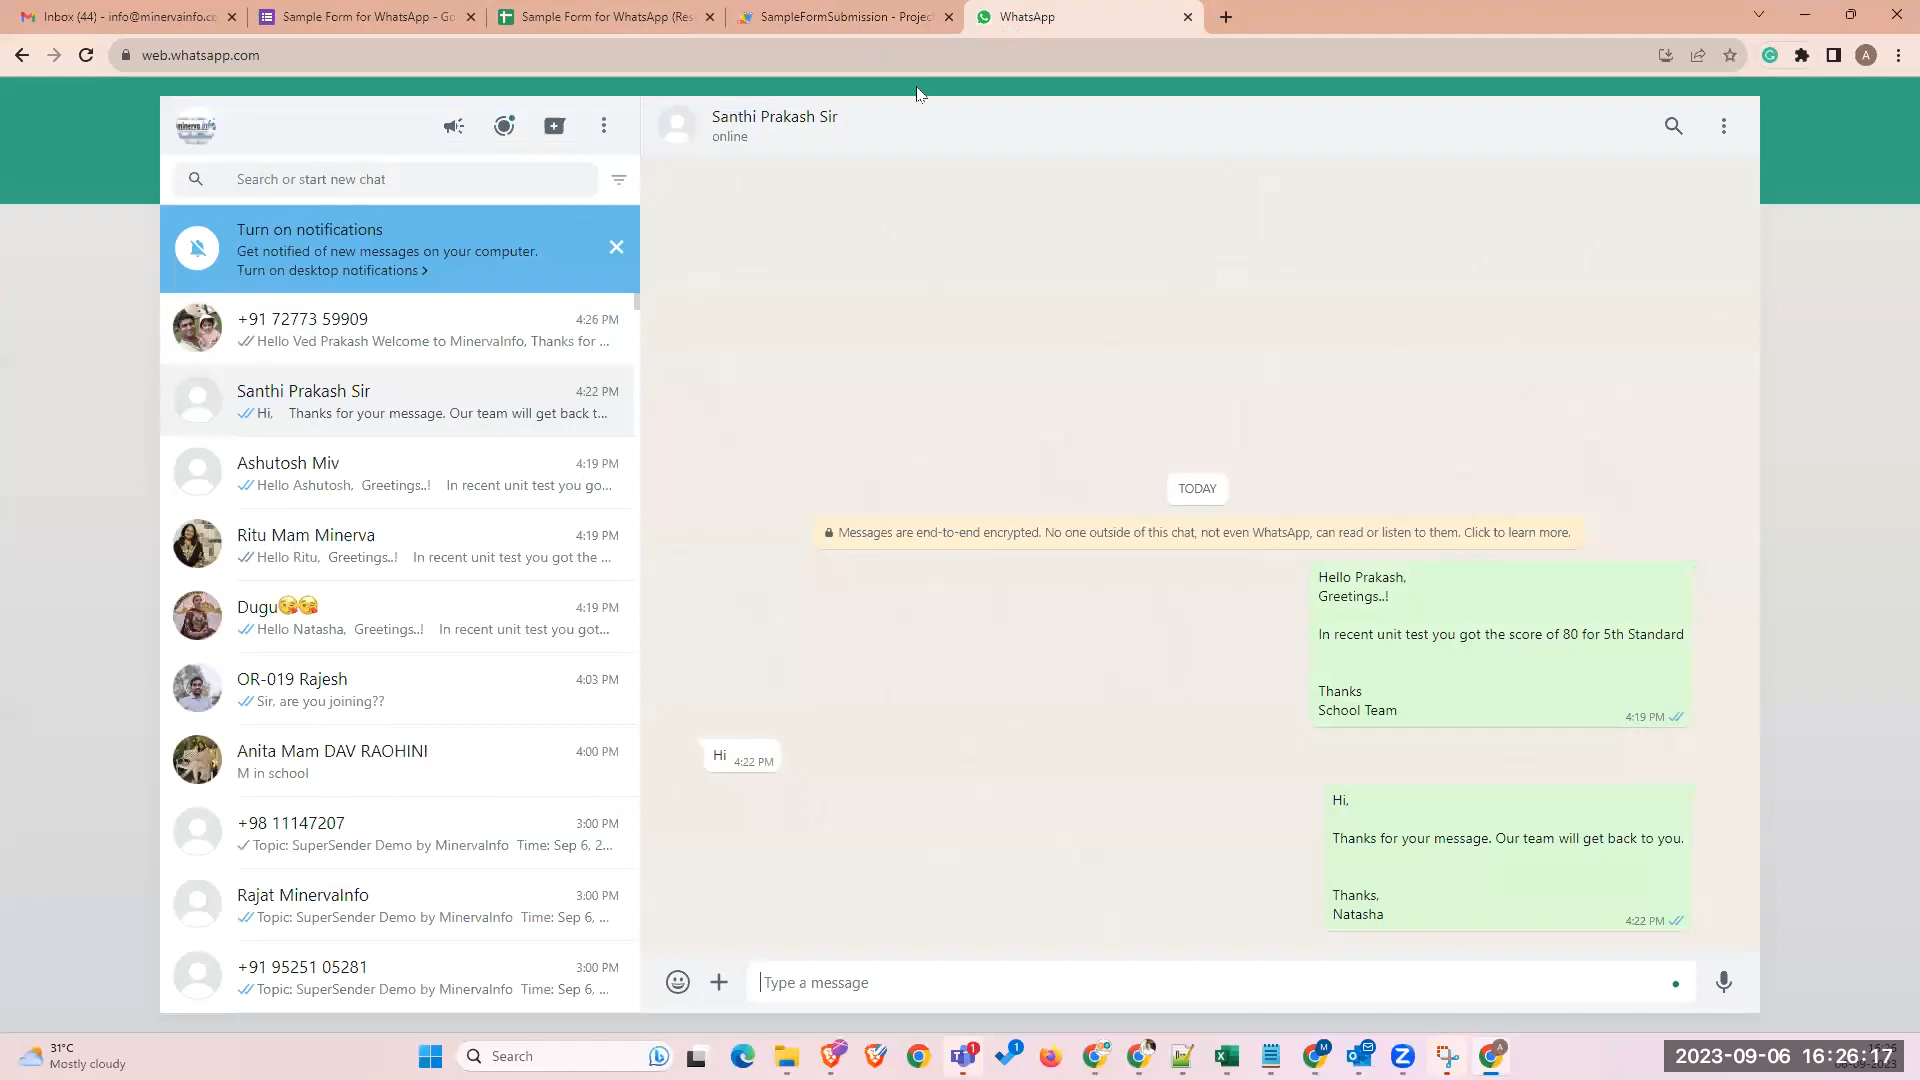 Inbox (44) - info@minervainfo.c
Sample Form for WhatsApp - Go
Sample Form for WhatsApp (Res
SampleFormSubmission - Project
WhatsApp
web.whatsapp.com
A
minerva info
Santhi Prakash Sir
online
Search or start new chat
Turn on notifications
Get notified of new messages on your computer.
Turn on desktop notifications >
+91 72773 59909
4:26 PM
Hello Ved Prakash Welcome to MinervaInfo, Thanks for ...
Santhi Prakash Sir
4:22 PM
Hi, Thanks for your message. Our team will get back t...
Ashutosh Miv
4:19 PM
Hello Ashutosh, Greetings..! In recent unit test you go...
Ritu Mam Minerva
4:19 PM
Hello Ritu, Greetings..! In recent unit test you got the ...
Dugu😘😘
4:19 PM
Hello Natasha, Greetings..! In recent unit test you got...
OR-019 Rajesh
4:03 PM
Sir, are you joining??
Anita Mam DAV RAOHINI
4:00 PM
M in school
+98 11147207
3:00 PM
Topic: SuperSender Demo by MinervaInfo Time: Sep 6, 2...
Rajat MinervaInfo
3:00 PM
Topic: SuperSender Demo by MinervaInfo Time: Sep 6, ...
+91 95251 05281
3:00 PM
Topic: SuperSender Demo by MinervaInfo Time: Sep 6, ...
TODAY
Messages are end-to-end encrypted. No one outside of this chat, not even WhatsApp, can read or listen to them. Click to learn more.
Hello Prakash,
Greetings..!
In recent unit test you got the score of 80 for 5th Standard
Thanks
School Team
4:19 PM
Hi
4:22 PM
Hi,
Thanks for your message. Our team will get back to you.
Thanks,
Natasha
4:22 PM
Type a message
31°C
Mostly cloudy
Search
1
1
M
A
2023-09-06 16:26:17